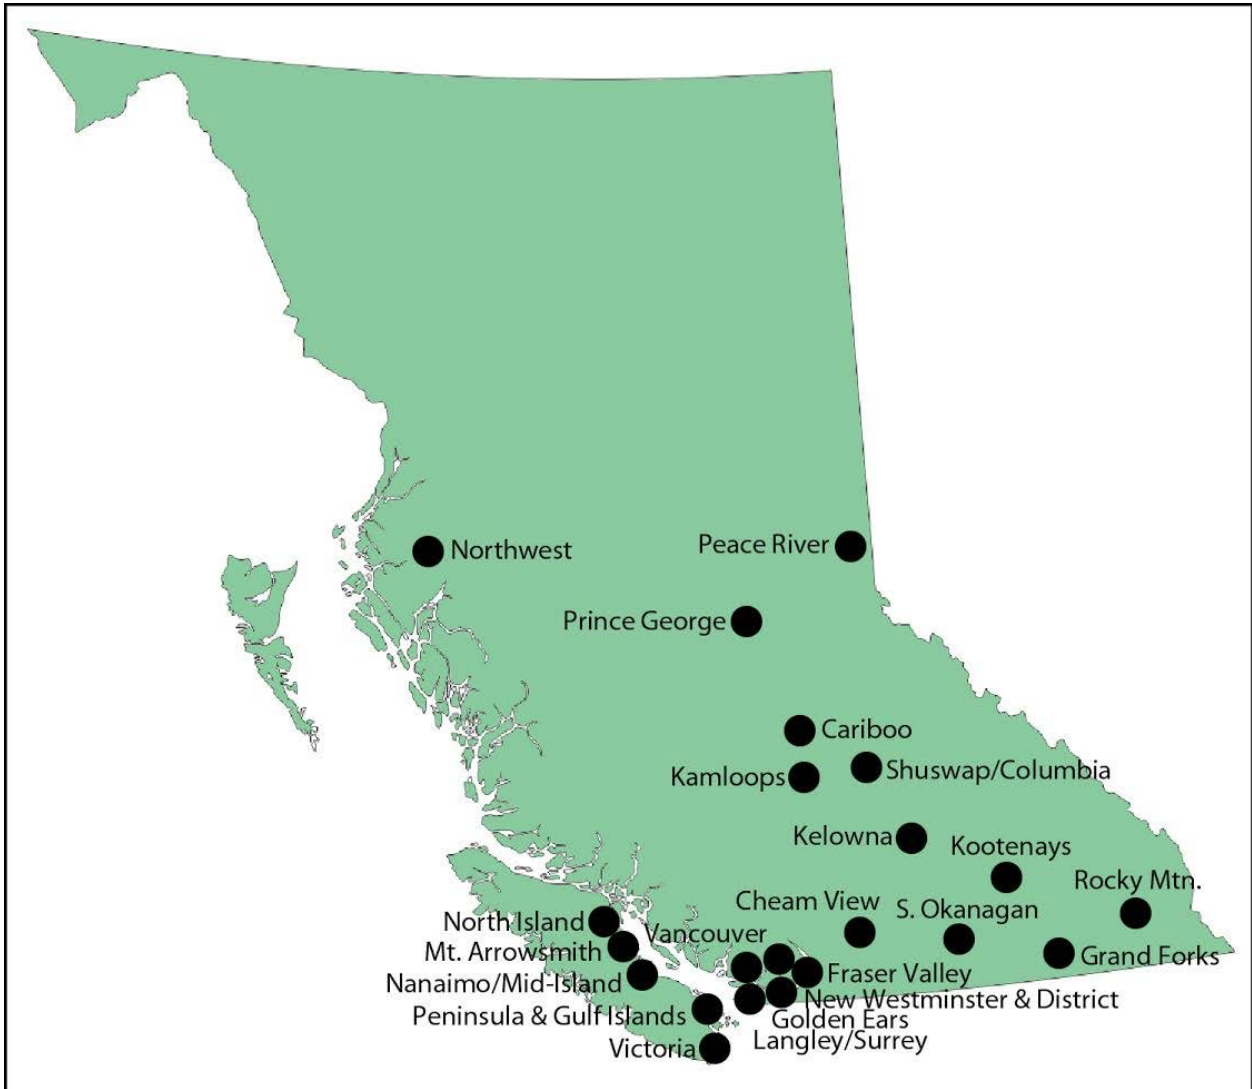 Northwest
Peace River
Prince George
Cariboo
Kamloops
Shuswap/Columbia
Kelowna
Kootenays
Rocky Mtn.
Cheam View
S. Okanagan
North Island
Vancouver
Mt. Arrowsmith
Grand Forks
Fraser Valley
Nanaimo/Mid-Island
New Westminster & District
Peninsula & Gulf Islands
Golden Ears
Langley/Surrey
Victoria